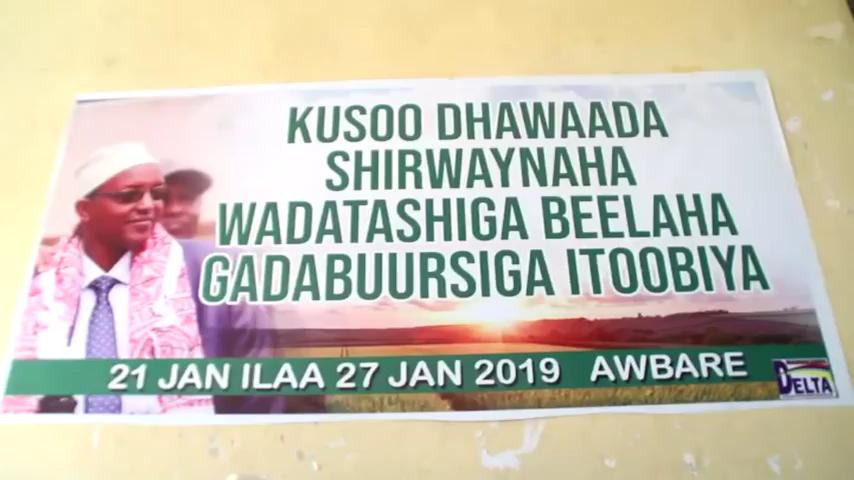 KUSOO DHAWAADA
SHIRWAYNAHA
WADATASHIGA BEELAHA
GADABUURSIGA ITOOBIYA
21 JAN ILAA 27 JAN 2019 AWBARE
DELTA